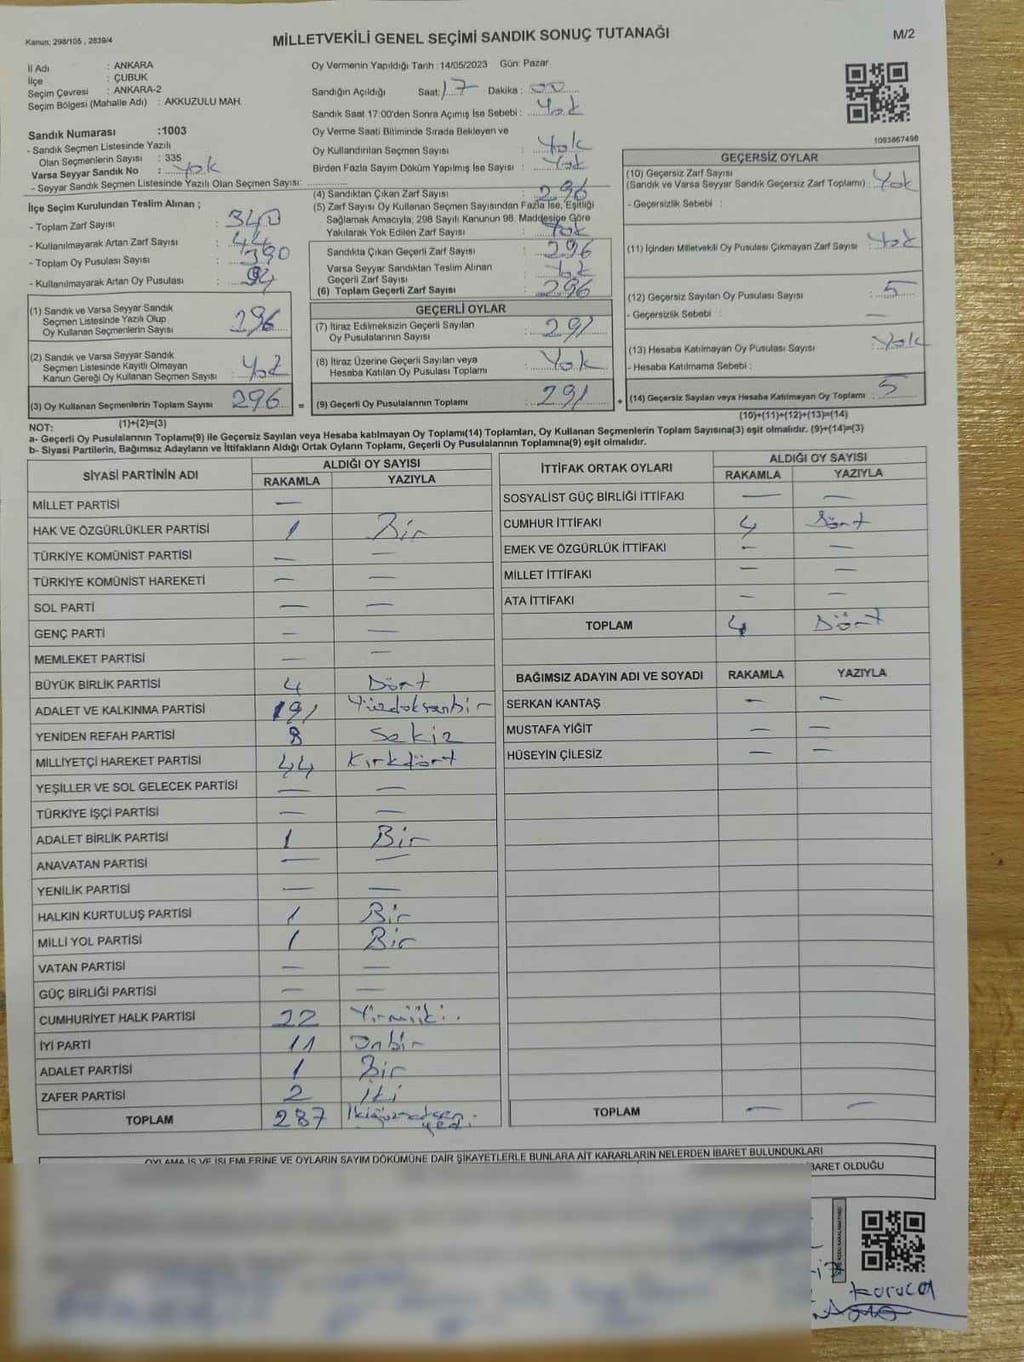 Kanun; 298/105 , 2839/4
MİLLETVEKİLİ GENEL SEÇİMİ SANDIK SONUÇ TUTANAĞI
M/2
İl Adı : ANKARA
İlçe : ÇUBUK
Seçim Çevresi : ANKARA-2
Seçim Bölgesi (Mahalle Adı) : AKKUZULU MAH.
Sandık Numarası :1003
- Sandık Seçmen Listesinde Yazılı
Olan Seçmenlerin Sayısı : 335
Varsa Seyyar Sandık No : Yok
- Seyyar Sandık Seçmen Listesinde Yazılı Olan Seçmen Sayısı:
İlçe Seçim Kurulundan Teslim Alınan ;
- Toplam Zarf Sayısı : 340
- Kullanılmayarak Artan Zarf Sayısı : 44
- Toplam Oy Pusulası Sayısı : 390
- Kullanılmayarak Artan Oy Pusulası : 94
(1) Sandık ve Varsa Seyyar Sandık
Seçmen Listesinde Yazılı Olup
Oy Kullanan Seçmenlerin Sayısı 296
(2) Sandık ve Varsa Seyyar Sandık
Seçmen Listesinde Kayıtlı Olmayan
Kanun Gereği Oy Kullanan Seçmen Sayısı : Yok
(3) Oy Kullanan Seçmenlerin Toplam Sayısı 296 =
(1)+(2)=(3)
Oy Vermenin Yapıldığı Tarih :14/05/2023 Gün: Pazar
Sandığın Açıldığı Saat: 17 Dakika : 00
Sandık Saat 17:00'den Sonra Açımış İse Sebebi : Yok
Oy Verme Saati Bitiminde Sırada Bekleyen ve
Oy Kullandırılan Seçmen Sayısı : Yok
Birden Fazla Sayım Döküm Yapılmış İse Sayısı : Yok
(4) Sandıktan Çıkan Zarf Sayısı : 296
(5) Zarf Sayısı Oy Kullanan Seçmen Sayısından Fazla İse, Eşitliği
Sağlamak Amacıyla; 298 Sayılı Kanunun 98. Maddesine Göre
Yakılarak Yok Edilen Zarf Sayısı : Yok
Sandıkta Çıkan Geçerli Zarf Sayısı : 296
Varsa Seyyar Sandıktan Teslim Alınan
Geçerli Zarf Sayısı : Yok
(6) Toplam Geçerli Zarf Sayısı : 296
GEÇERLİ OYLAR
(7) İtiraz Edilmeksizin Geçerli Sayılan
Oy Pusulalarının Sayısı : 291
(8) İtiraz Üzerine Geçerli Sayılan veya
Hesaba Katılan Oy Pusulası Toplamı : Yok
(9) Geçerli Oy Pusulalarının Toplamı : 291 +
1093867498
GEÇERSİZ OYLAR
(10) Geçersiz Zarf Sayısı
(Sandık ve Varsa Seyyar Sandık Geçersiz Zarf Toplamı) : Yok
- Geçersizlik Sebebi :
(11) İçinden Milletvekili Oy Pusulası Çıkmayan Zarf Sayısı : Yok
(12) Geçersiz Sayılan Oy Pusulası Sayısı : 5
- Geçersizlik Sebebi : —
(13) Hesaba Katılmayan Oy Pusulası Sayısı : Yok
- Hesaba Katılmama Sebebi :
(14) Geçersiz Sayılan veya Hesaba Katılmayan Oy Toplamı : 5
(10)+(11)+(12)+(13)=(14)
NOT:
a- Geçerli Oy Pusulalarının Toplamı(9) ile Geçersiz Sayılan veya Hesaba katılmayan Oy Toplamı(14) Toplamları, Oy Kullanan Seçmenlerin Toplam Sayısına(3) eşit olmalıdır. (9)+(14)=(3)
b- Siyasi Partilerin, Bağımsız Adayların ve İttifakların Aldığı Ortak Oyların Toplamı, Geçerli Oy Pusulalarının Toplamına(9) eşit olmalıdır.
SİYASİ PARTİNİN ADI ALDIĞI OY SAYISI
RAKAMLA YAZIYLA
MİLLET PARTİSİ —
HAK VE ÖZGÜRLÜKLER PARTİSİ 1 Bir
TÜRKİYE KOMÜNİST PARTİSİ — —
TÜRKİYE KOMÜNİST HAREKETİ — —
SOL PARTİ — —
GENÇ PARTİ — —
MEMLEKET PARTİSİ — —
BÜYÜK BİRLİK PARTİSİ 4 Dört
ADALET VE KALKINMA PARTİSİ 191 Yüzdoksanbir
YENİDEN REFAH PARTİSİ 8 Sekiz
MİLLİYETÇİ HAREKET PARTİSİ 44 Kırkdört
YEŞİLLER VE SOL GELECEK PARTİSİ — —
TÜRKİYE İŞÇİ PARTİSİ — —
ADALET BİRLİK PARTİSİ 1 Bir
ANAVATAN PARTİSİ — —
YENİLİK PARTİSİ — —
HALKIN KURTULUŞ PARTİSİ 1 Bir
MİLLİ YOL PARTİSİ 1 Bir
VATAN PARTİSİ — —
GÜÇ BİRLİĞİ PARTİSİ — —
CUMHURİYET HALK PARTİSİ 22 Yirmiiki
İYİ PARTİ 11 Onbir
ADALET PARTİSİ 1 Bir
ZAFER PARTİSİ 2 İki
TOPLAM 287
İTTİFAK ORTAK OYLARI ALDIĞI OY SAYISI
RAKAMLA YAZIYLA
SOSYALİST GÜÇ BİRLİĞİ İTTİFAKI — —
CUMHUR İTTİFAKI 4 Dört
EMEK VE ÖZGÜRLÜK İTTİFAKI — —
MİLLET İTTİFAKI — —
ATA İTTİFAKI — —
TOPLAM 4 Dört
BAĞIMSIZ ADAYIN ADI VE SOYADI RAKAMLA YAZIYLA
SERKAN KANTAŞ — —
MUSTAFA YİĞİT — —
HÜSEYİN ÇİLESİZ — —
TOPLAM — —
OYLAMA İŞ VE İŞLEMLERİNE VE OYLARIN SAYIM DÖKÜMÜNE DAİR ŞİKAYETLERLE BUNLARA AİT KARARLARIN NELERDEN İBARET BULUNDUKLARI
BARET OLDUĞU